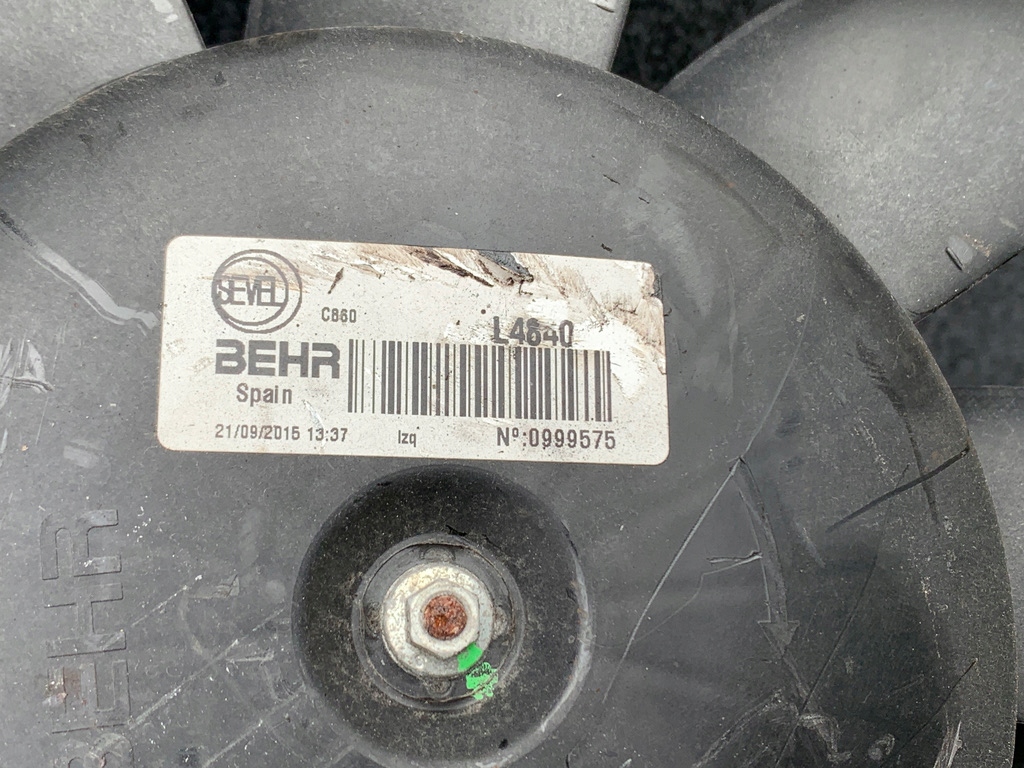 SEVEL
C860
L4640
BEHR
Spain
21/09/2015 13:37 Izq Nº:0999575
BEHR